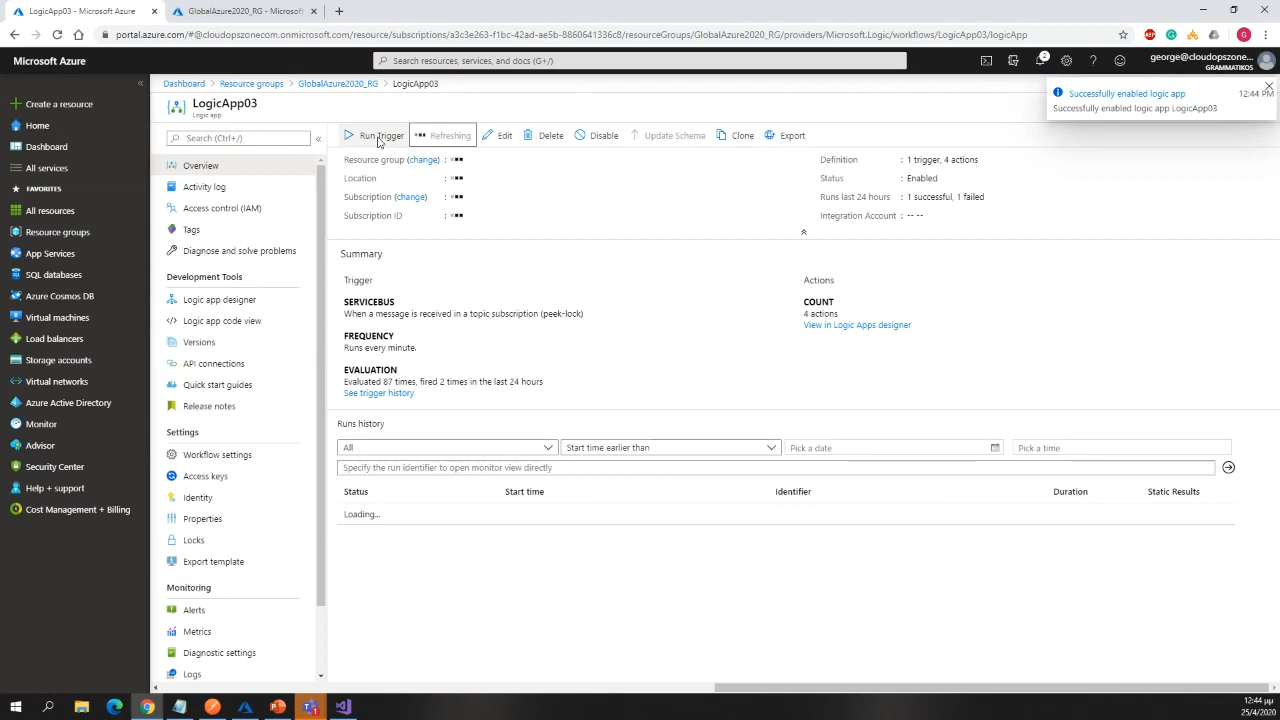 LogicApp03 - Microsoft Azure
GlobalAzure2020_RG - Microsoft
portal.azure.com/#@cloudopszonecom.onmicrosoft.com/resource/subscriptions/a3c3e263-f1bc-42ad-ae5b-8860641336c8/resourceGroups/GlobalAzure2020_RG/providers/Microsoft.Logic/workflows/LogicApp03/logicApp
ABP
G
Microsoft Azure
Search resources, services, and docs (G+/)
2
george@cloudopszone...
GRAMMATIKOS
Successfully enabled logic app
12:44 PM
Successfully enabled logic app LogicApp03
Create a resource
Home
Dashboard
All services
FAVORITES
All resources
Resource groups
App Services
SQL databases
Azure Cosmos DB
Virtual machines
Load balancers
Storage accounts
Virtual networks
Azure Active Directory
Monitor
Advisor
Security Center
Help + support
Cost Management + Billing
Dashboard > Resource groups > GlobalAzure2020_RG > LogicApp03
LogicApp03
Logic app
Search (Ctrl+/)
Overview
Activity log
Access control (IAM)
Tags
Diagnose and solve problems
Development Tools
Logic app designer
Logic app code view
Versions
API connections
Quick start guides
Release notes
Settings
Workflow settings
Access keys
Identity
Properties
Locks
Export template
Monitoring
Alerts
Metrics
Diagnostic settings
Logs
Run Trigger Refreshing Edit Delete Disable Update Schema Clone Export
Resource group (change) :
Location :
Subscription (change) :
Subscription ID :
Definition : 1 trigger, 4 actions
Status : Enabled
Runs last 24 hours : 1 successful, 1 failed
Integration Account : -- --
Summary
Trigger
SERVICEBUS
When a message is received in a topic subscription (peek-lock)
FREQUENCY
Runs every minute.
EVALUATION
Evaluated 87 times, fired 2 times in the last 24 hours
See trigger history
Actions
COUNT
4 actions
View in Logic Apps designer
Runs history
All
Start time earlier than
Pick a date
Pick a time
Specify the run identifier to open monitor view directly
Status Start time Identifier Duration Static Results
Loading...
12:44 μμ
25/4/2020